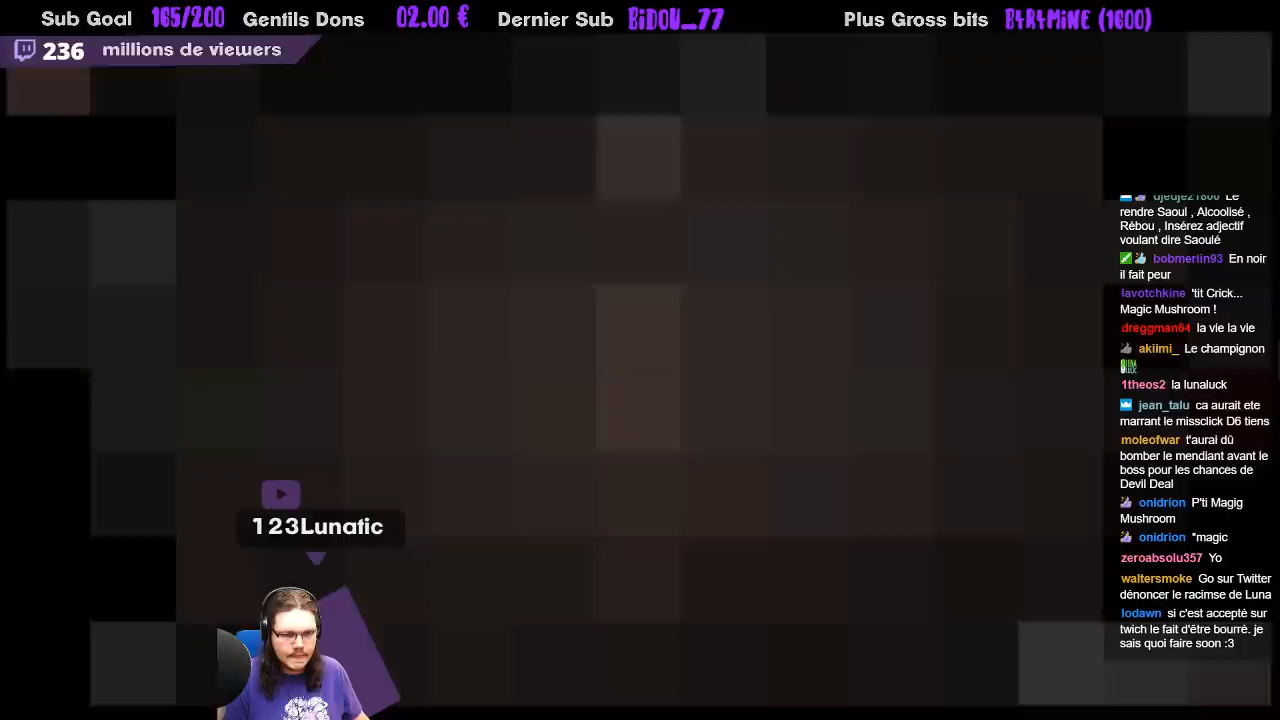 Sub Goal 165/200 Gentils Dons 02.00 € Dernier Sub BiDOU_77 Plus Gross bits B4R4MiNE (1600)
236 millions de viewers
djedje21800 Le
rendre Saoul , Alcoolisé ,
Rébou , Insérez adjectif
voulant dire Saoulé
bobmerlin93 En noir
il fait peur
lavotchkine 'tit Crick...
Magic Mushroom !
dreggman64 la vie la vie
akiimi_ Le champignon
1theos2 la lunaluck
jean_talu ca aurait ete
marrant le missclick D6 tiens
moleofwar t'aurai dû
bomber le mendiant avant le
boss pour les chances de
Devil Deal
onidrion P'ti Magig
Mushroom
onidrion *magic
zeroabsolu357 Yo
waltersmoke Go sur Twitter
dénoncer le racimse de Luna
lodawn si c'est accepté sur
twich le fait d'être bourré. je
sais quoi faire soon :3
123Lunatic